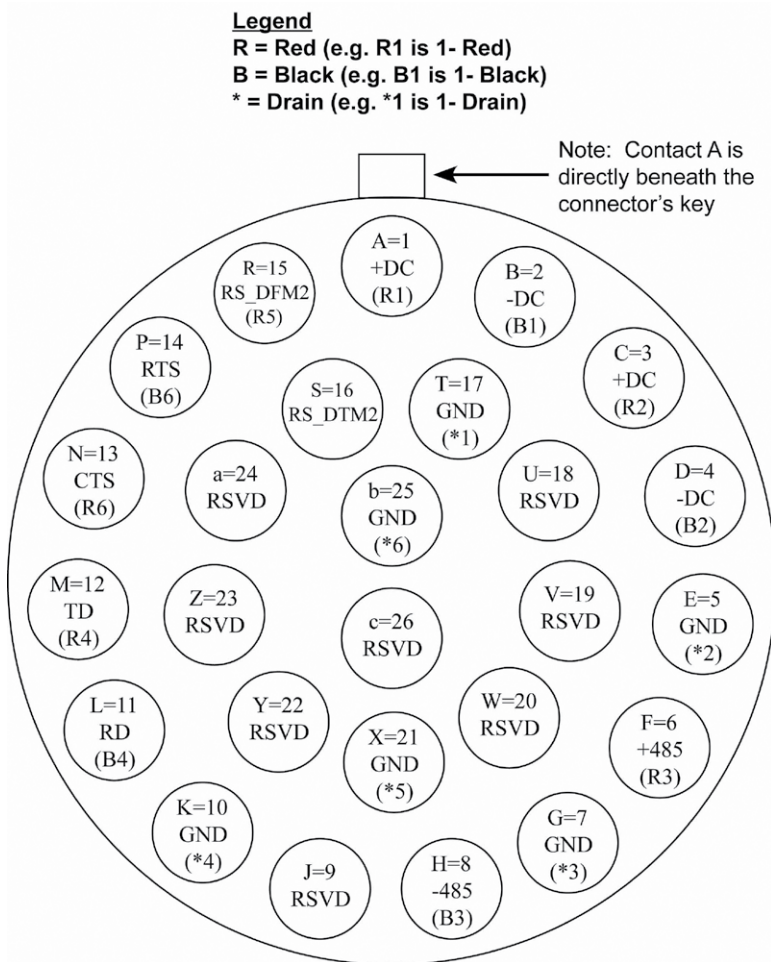 Legend
R = Red (e.g. R1 is 1- Red)
B = Black (e.g. B1 is 1- Black)
* = Drain (e.g. *1 is 1- Drain)
Note: Contact A is
directly beneath the
connector's key
A=1
+DC
(R1)
B=2
-DC
(B1)
C=3
+DC
(R2)
D=4
-DC
(B2)
E=5
GND
(*2)
F=6
+485
(R3)
G=7
GND
(*3)
H=8
-485
(B3)
J=9
RSVD
K=10
GND
(*4)
L=11
RD
(B4)
M=12
TD
(R4)
N=13
CTS
(R6)
P=14
RTS
(B6)
R=15
RS_DFM2
(R5)
S=16
RS_DTM2
T=17
GND
(*1)
U=18
RSVD
V=19
RSVD
W=20
RSVD
X=21
GND
(*5)
Y=22
RSVD
Z=23
RSVD
a=24
RSVD
b=25
GND
(*6)
c=26
RSVD